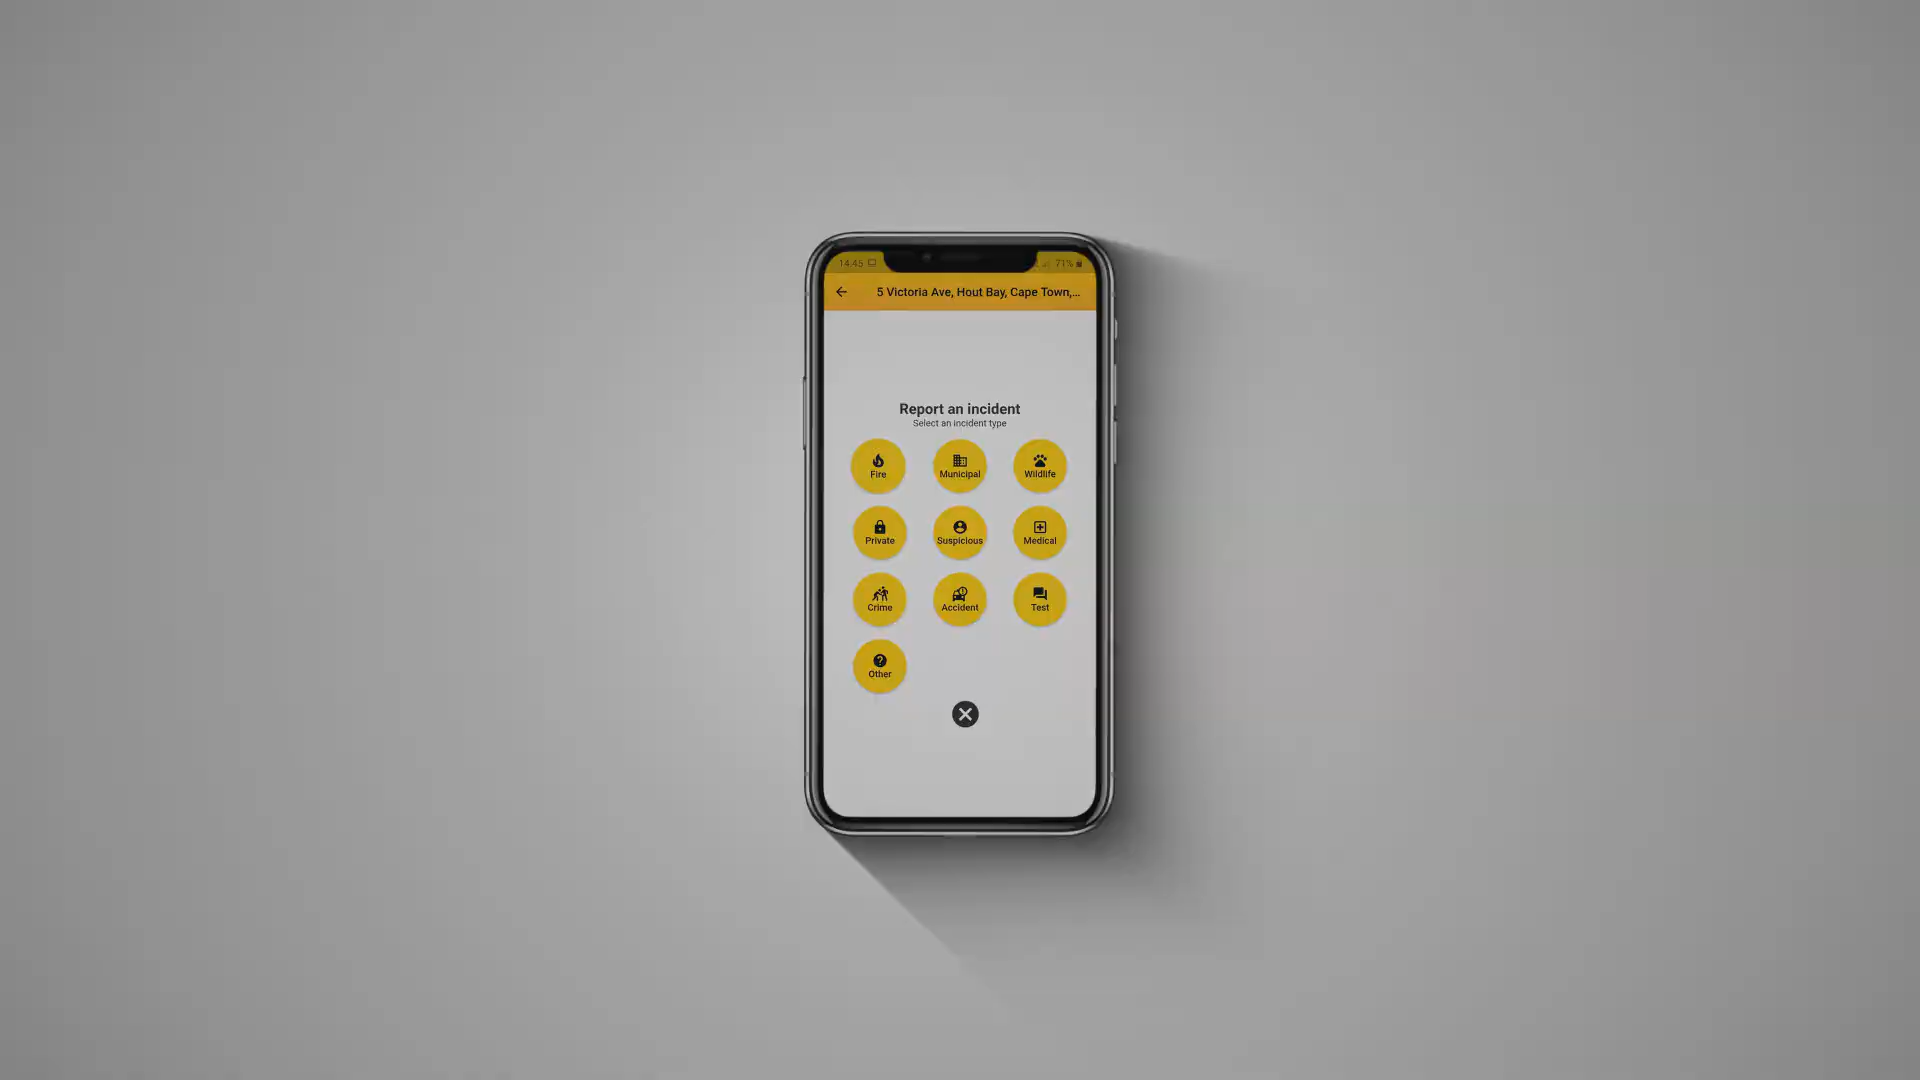 14:45 71%
5 Victoria Ave, Hout Bay, Cape Town,...
Report an incident
Select an incident type
Fire Municipal Wildlife
Private Suspicious Medical
Crime Accident Test
Other